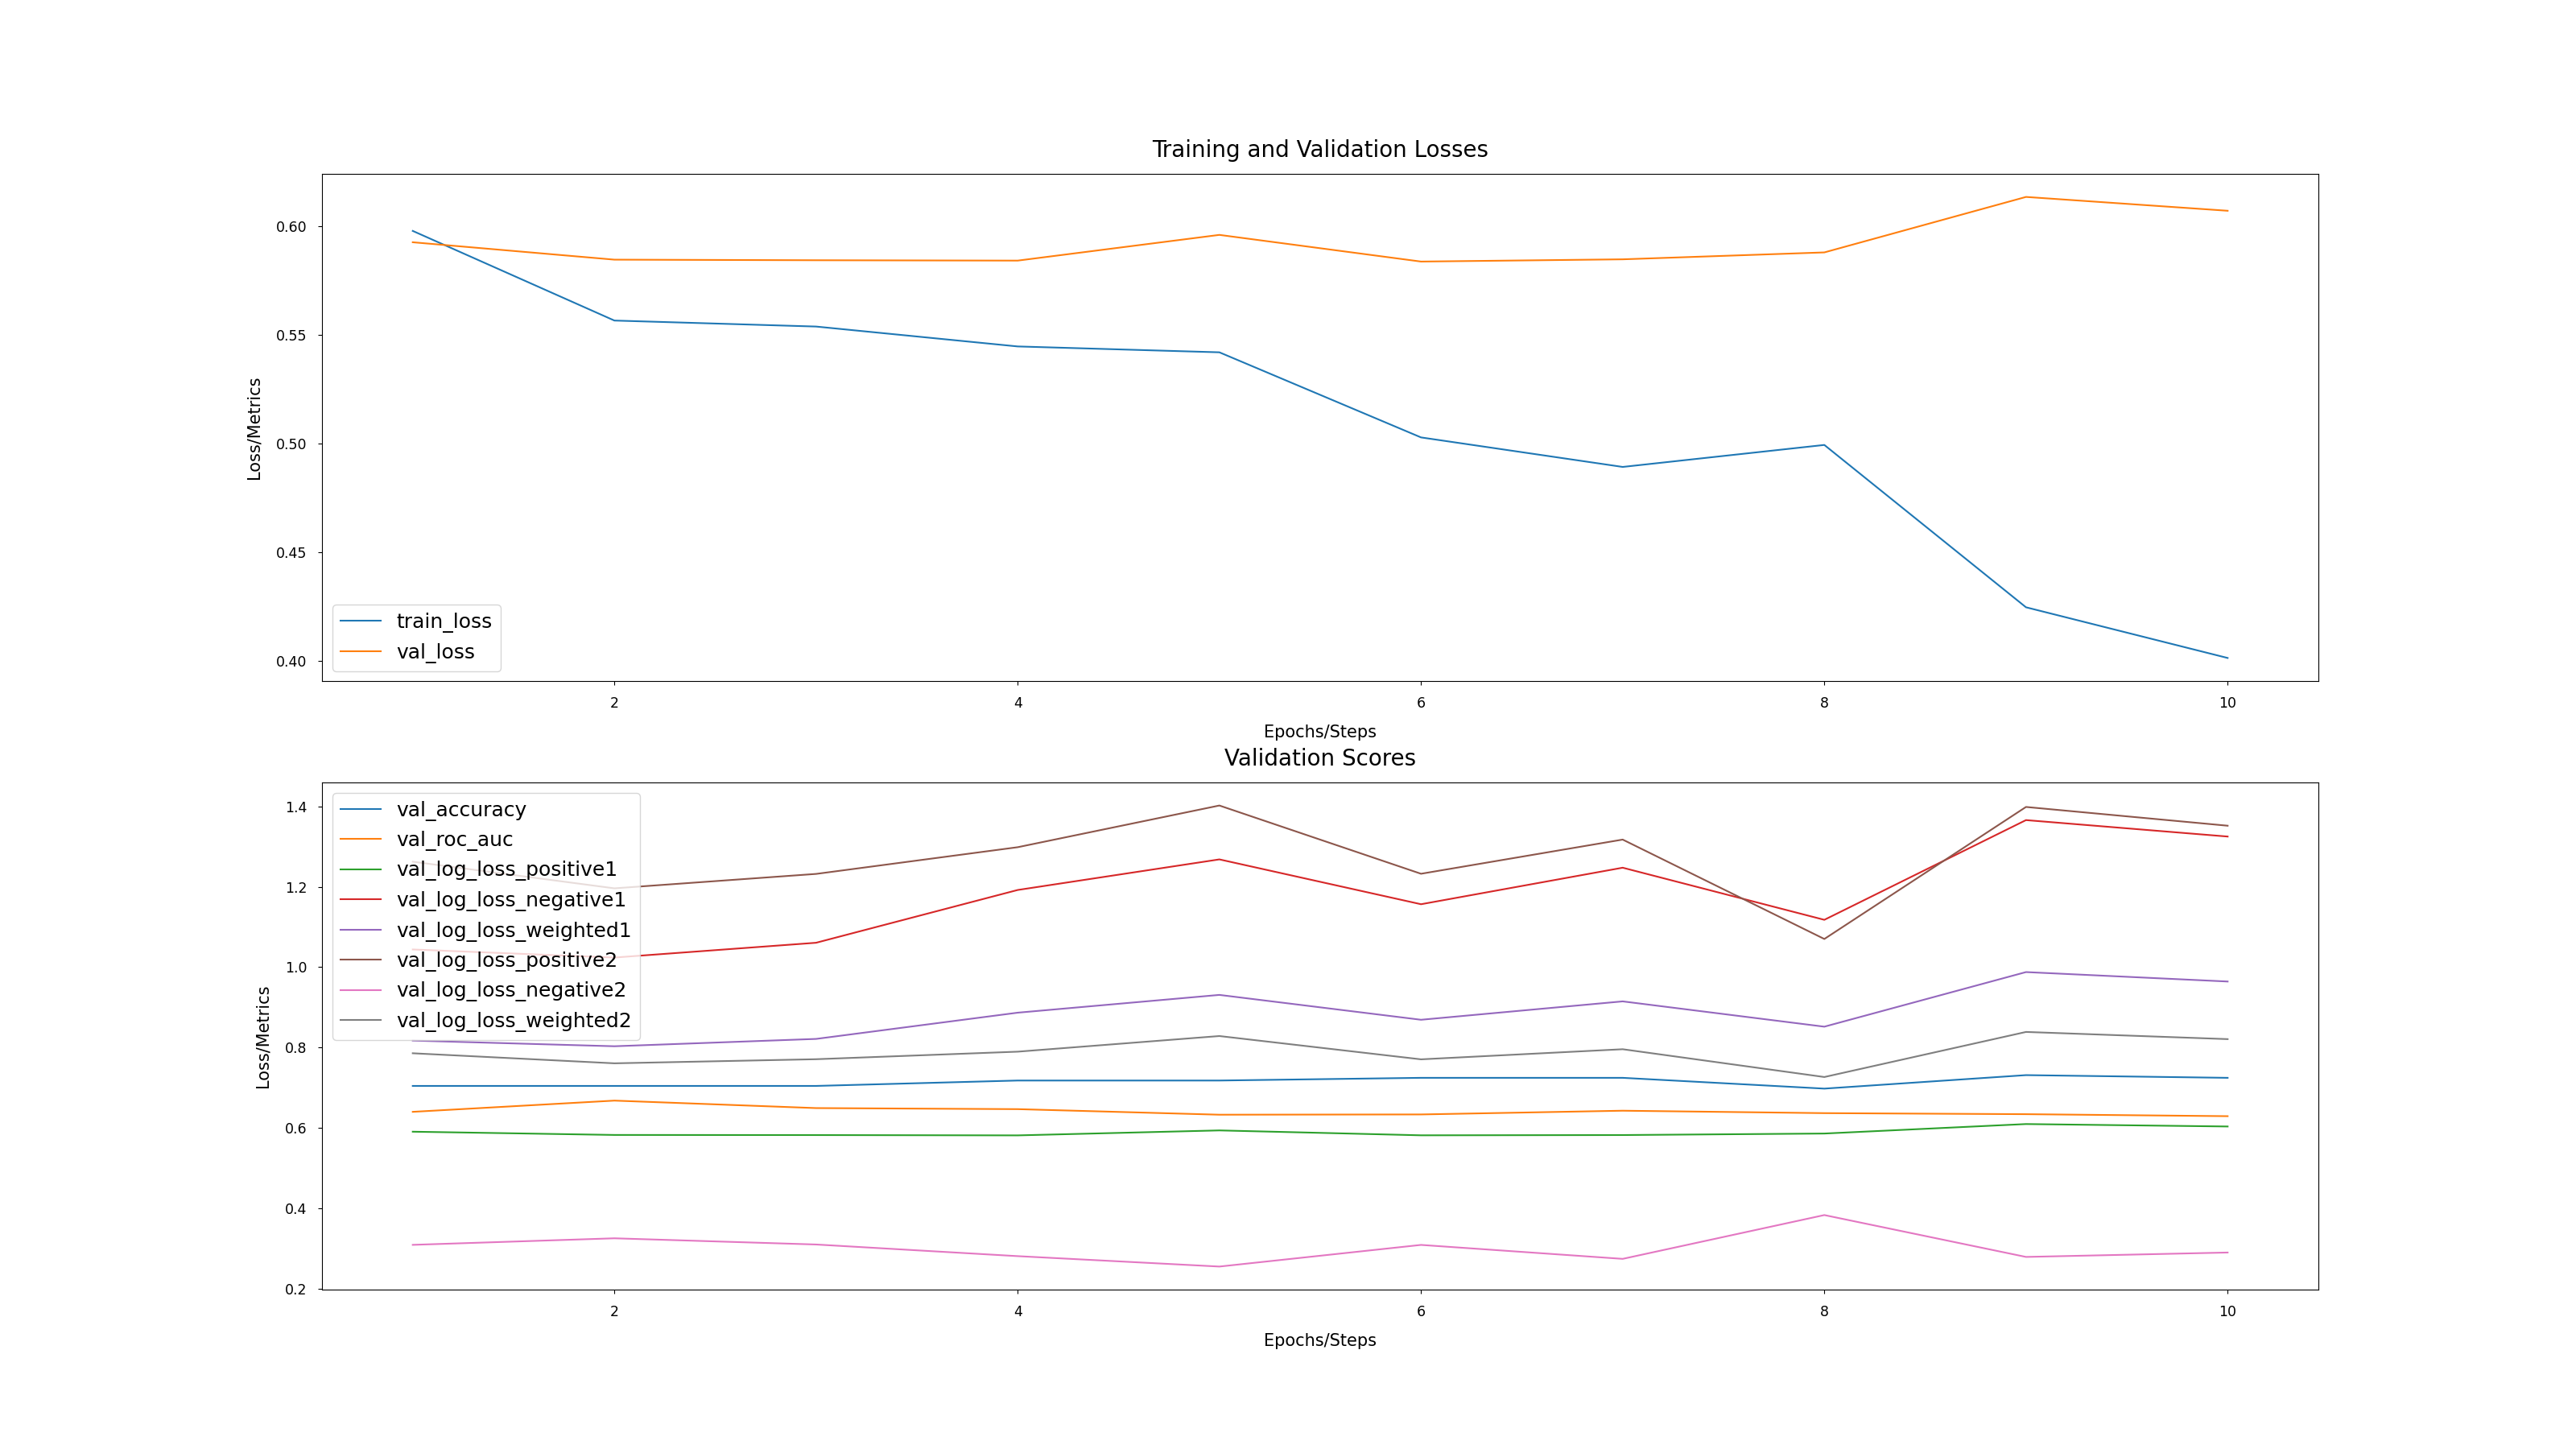 Training and Validation Losses
Loss/Metrics
0.60
0.55
0.50
0.45
0.40
train_loss
val_loss
2 4 6 8 10
Epochs/Steps
Validation Scores
Loss/Metrics
1.4
1.2
1.0
0.8
0.6
0.4
0.2
val_accuracy
val_roc_auc
val_log_loss_positive1
val_log_loss_negative1
val_log_loss_weighted1
val_log_loss_positive2
val_log_loss_negative2
val_log_loss_weighted2
2 4 6 8 10
Epochs/Steps